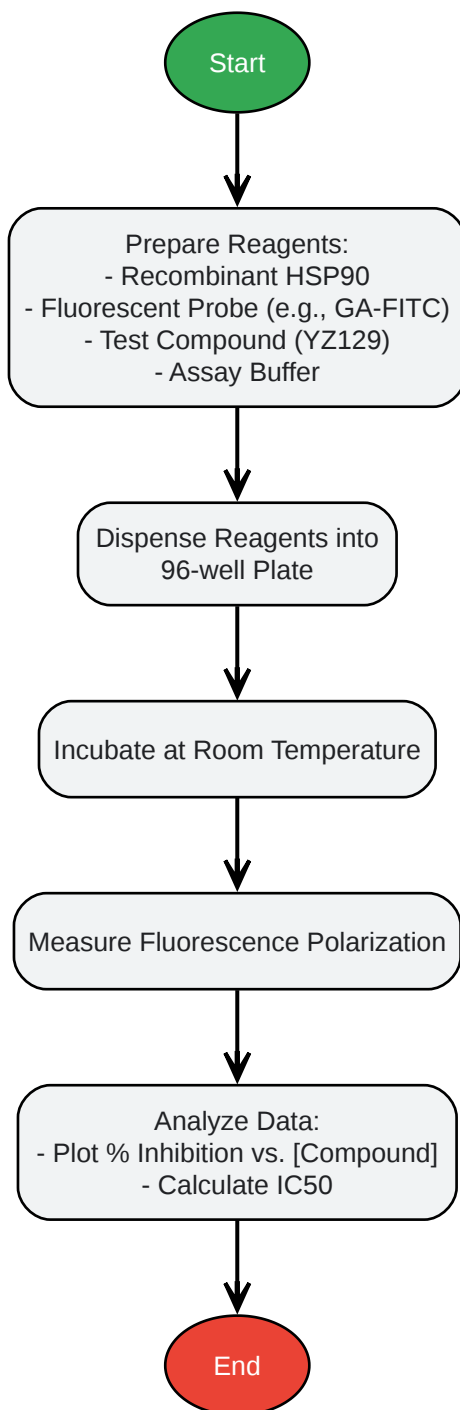 Start
Prepare Reagents:
- Recombinant HSP90
- Fluorescent Probe (e.g., GA-FITC)
- Test Compound (YZ129)
- Assay Buffer
Dispense Reagents into
96-well Plate
Incubate at Room Temperature
Measure Fluorescence Polarization
Analyze Data:
- Plot % Inhibition vs. [Compound]
- Calculate IC50
End